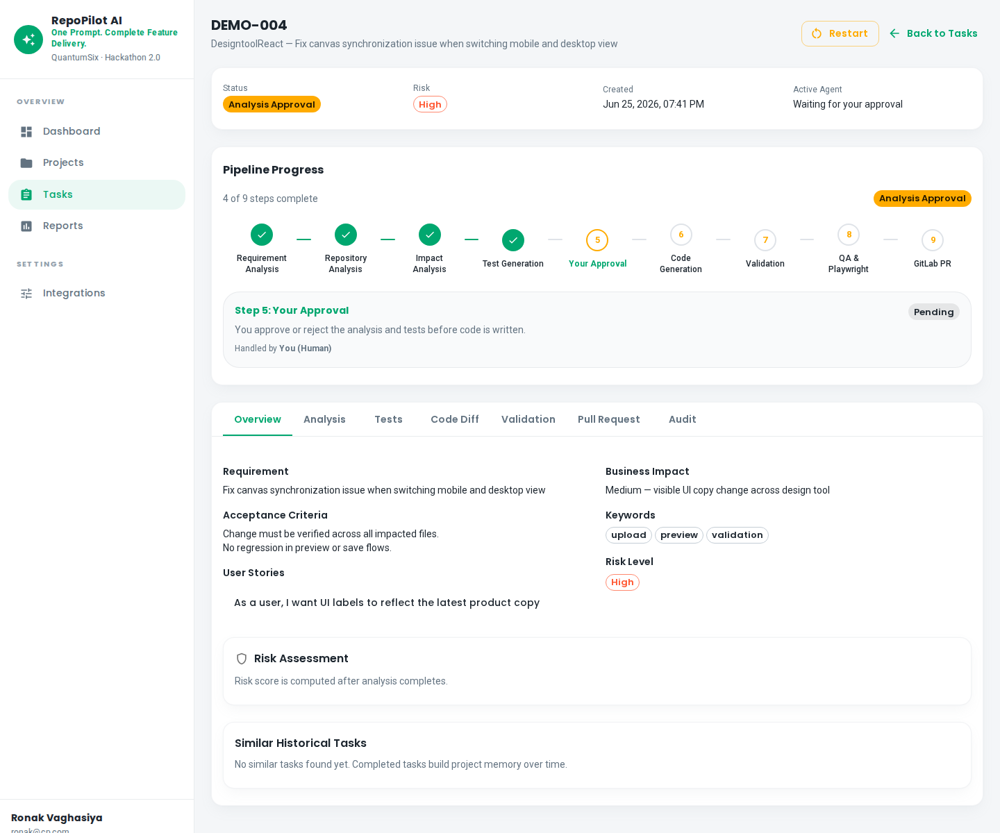 RepoPilot AI
One Prompt. Complete Feature
Delivery.
QuantumSix · Hackathon 2.0
OVERVIEW
Dashboard
Projects
Tasks
Reports
SETTINGS
Integrations
Ronak Vaghasiya
ronak@cp.com
DEMO-004
DesigntoolReact — Fix canvas synchronization issue when switching mobile and desktop view
Restart
Back to Tasks
Status
Analysis Approval
Risk
High
Created
Jun 25, 2026, 07:41 PM
Active Agent
Waiting for your approval
Pipeline Progress
4 of 9 steps complete
Analysis Approval
Requirement
Analysis
Repository
Analysis
Impact
Analysis
Test Generation
5
Your Approval
6
Code
Generation
7
Validation
8
QA &
Playwright
9
GitLab PR
Step 5: Your Approval
Pending
You approve or reject the analysis and tests before code is written.
Handled by You (Human)
Overview
Analysis
Tests
Code Diff
Validation
Pull Request
Audit
Requirement
Fix canvas synchronization issue when switching mobile and desktop view
Acceptance Criteria
Change must be verified across all impacted files.
No regression in preview or save flows.
User Stories
As a user, I want UI labels to reflect the latest product copy
Business Impact
Medium — visible UI copy change across design tool
Keywords
upload
preview
validation
Risk Level
High
Risk Assessment
Risk score is computed after analysis completes.
Similar Historical Tasks
No similar tasks found yet. Completed tasks build project memory over time.